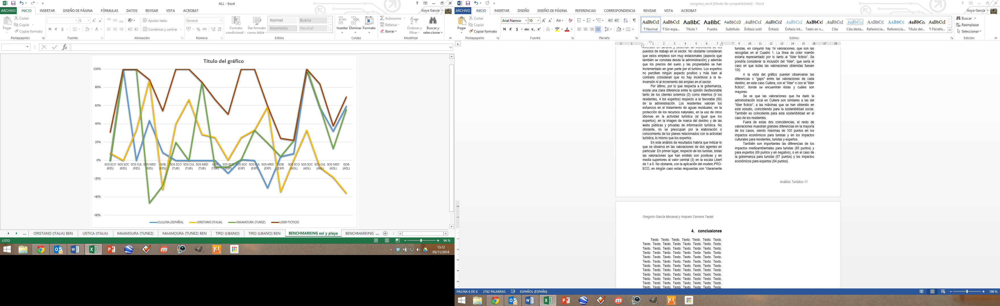 ALL - Excel
ARCHIVO INICIO INSERTAR DISEÑO DE PÁGINA FÓRMULAS DATOS REVISAR VISTA ACROBAT
Goyo García
Pegar
Cortar
Copiar
Copiar formato
Portapapeles
9
N K S
Fuente
Ajustar texto
Combinar y centrar
Alineación
General
% 000
Número
Formato condicional
Dar formato como tabla
Normal Buena
Incorrecto Neutral
Estilos
Insertar Eliminar Formato
Celdas
Autosuma
Rellenar
Borrar
Ordenar y filtrar
Buscar y seleccionar
Modificar
fx
Título del gráfico
100%
80%
60%
40%
20%
0%
-20%
-40%
-60%
SOS ECO (RES)
SOS SOC (RES)
SOS CUL (RES)
SOS MED (RES)
GOB (RES)
SOS ECO (TUR)
SOS CUL (TUR)
SOS MED (TUR)
GOB (TUR)
SOS ECO (EXP)
SOS SOC (EXP)
SOS CUL (EXP)
SOS MED (EXP)
GOB (EXP)
SOS ECO (ADL)
SOS SOC (ADL)
SOS CUL (ADL)
SOS MED (ADL)
GOB (ADL)
CULLERA (ESPAÑA) ORISTANO (ITALIA) MAAMOURA (TUNEZ) LIDER FICTICIO
... ORISTANO (ITALIA) BEN USTICA (ITALIA) MAAMOURA (TUNEZ) MAAMOURA (TUNEZ) BEN TIRO (LIBANO) TIRO (LIBANO) BEN BENCHMARKING sol y playa BENCHMARKING ...
LISTO
96 %
13:12
05/11/2014
congreso_aecit [Modo de compatibilidad] - Word
ARCHIVO INICIO INSERTAR DISEÑO DISEÑO DE PÁGINA REFERENCIAS CORRESPONDENCIA REVISAR VISTA ACROBAT
Goyo García
Pegar
Cortar
Copiar
Copiar formato
Portapapeles
Arial Narrow 10
N K S abc x₂ x²
Fuente
Párrafo
¶ Normal
¶ Sin espa...
Título 1
Puesto
Subtítulo
Énfasis sutil
Énfasis
Énfasis int...
Texto en n...
Cita
Cita desta...
Referencia...
Referencia...
Título del...
¶ Párrafo...
Estilos
Buscar
Reemplazar
Seleccionar
Edición
inversión en turismo y observan un incremento de los
puestos de trabajo en el sector. No obstante consideran
que estos empleos son muy estacionales (aspecto que
también se constata desde la administración) y además
que los precios del suelo y las propiedades se han
incrementado en gran parte por el turismo. Los expertos
no perciben ningún aspecto positivo y más bien al
contrario consideran que no hay incentivos a la re-
inversión ni al incremento del empleo en el sector.
Por último, por lo que respecta a la gobernanza,
existe una clara diferencia entre la opinión desfavorable
tanto de los clientes externos (0) como internos (9 los
residentes, 4 los expertos) respecto a la favorable (59)
de la administración. Los residentes valoran los
esfuerzos en el tratamiento de aguas residuales, en la
protección de los recursos naturales, en la uso de otros
idiomas en la actividad turística (al igual que los
expertos), en la imagen de marca del destino y de las
webs públicas y privadas de información turística. No
obstante, no se preocupan por la elaboración o
conocimiento de los planes relacionados con la actividad
turística, lo mismo que los expertos.
En este análisis de resultados habría que indicar lo
que se observa en las valoraciones de dos agentes en
particular. En primer lugar, respecto de los turistas, todas
las valoraciones que han emitido son positivas y en
media superiores al valor central (3) en la escala Likert
de 1 a 5. No obstante, con la aplicación del modelo PRO-
ECO, en ningún caso estas respuestas son "claramente
turistas, en conjunto hay 19 valoraciones, que son las
recogidas en el Cuadro 1. La línea de color marrón
estaría representado por lo tanto al "líder ficticio". Se
pondría considerar la inclusión del "líder", que sería el
caso en que todas las valoraciones obtenidas fuesen
100.
A la vista del gráfico pueden observarse las
diferencias o "gaps" entre las valoraciones de cada
destino, en este caso Cullera, con el "líder" o con el "líder
ficticio", donde se encuentran éstas y cuáles son
mayores.
Se ve que las valoraciones que ha dado la
administración local en Cullera son similares a las del
"líder ficticio", a las máximas que se han obtenido en
este estudio, coincidiendo para la sostenibilidad social.
También es coincidente para esta sostenibilidad en el
caso de los residentes.
Fuera de estas dos coincidencias, el resto de
valoraciones muestran grandes diferencias en la mayoría
de los casos, siendo máximas de 100 puntos en los
impactos económicos para turistas y en los impactos
culturales para residentes, turistas y expertos.
También son importantes las diferencias de los
impactos medioambientales para turistas (86 puntos) y
para expertos (89 puntos y en negativo), o en el caso de
la gobernanza para turistas (67 puntos) y los impactos
económicos para expertos (64 puntos).
Análisis Turístico 11
Gregorio García Mesanat y Amparo Cervera Taulet
4. conclusiones
Texto. Texto. Texto. Texto. Texto. Texto. Texto.
Texto. Texto. Texto. Texto. Texto. Texto. Texto. Texto.
Texto. Texto. Texto. Texto. Texto. Texto. Texto. Texto.
Texto. Texto. Texto. Texto. Texto. Texto. Texto. Texto.
Texto. Texto. Texto. Texto. Texto. Texto. Texto. Texto.
Texto. Texto. Texto. Texto. Texto. Texto. Texto. Texto.
Texto. Texto. Texto. Texto. Texto. Texto. Texto. Texto.
Texto. Texto. Texto. Texto. Texto. Texto. Texto. Texto.
Texto. Texto. Texto. Texto. Texto. Texto. Texto. Texto.
Texto. Texto. Texto. Texto. Texto. Texto. Texto. Texto.
Texto. Texto. Texto. Texto. Texto. Texto. Texto. Texto.
Texto. Texto. Texto. Texto. Texto. Texto. Texto. Texto.
PÁGINA 6 DE 6 3762 PALABRAS ESPAÑOL (ESPAÑA)
100 %